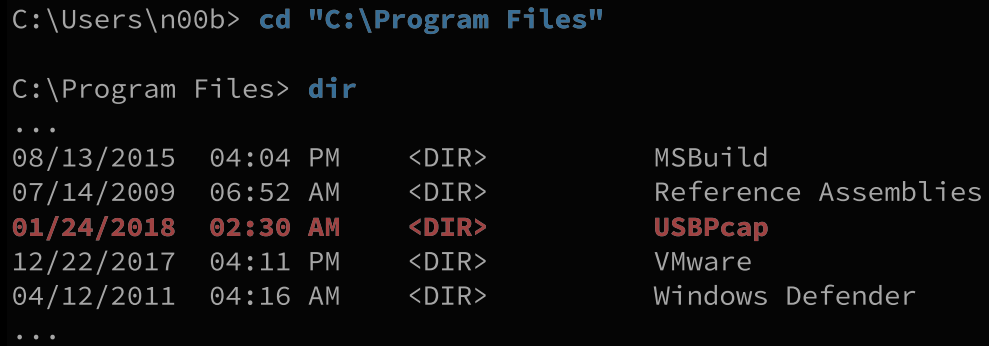 C:\Users\n00b> cd "C:\Program Files"
C:\Program Files> dir
...
08/13/2015  04:04 PM    <DIR>          MSBuild
07/14/2009  06:52 AM    <DIR>          Reference Assemblies
01/24/2018  02:30 AM    <DIR>          USBPcap
12/22/2017  04:11 PM    <DIR>          VMware
04/12/2011  04:16 AM    <DIR>          Windows Defender
...